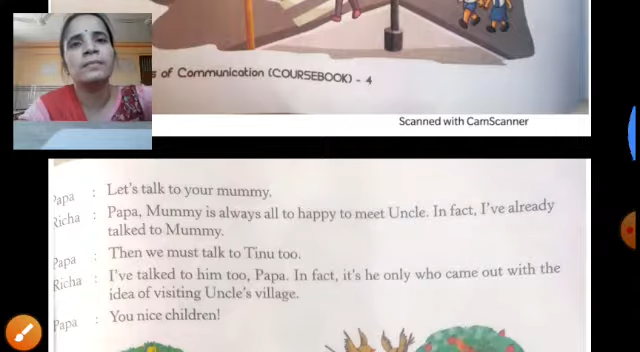 s of Communication (COURSEBOOK) - 4
Scanned with CamScanner
Papa : Let's talk to your mummy.
Richa : Papa, Mummy is always all to happy to meet Uncle. In fact, I've already
talked to Mummy.
Papa : Then we must talk to Tinu too.
Richa : I've talked to him too, Papa. In fact, it's he only who came out with the
idea of visiting Uncle's village.
Papa : You nice children!